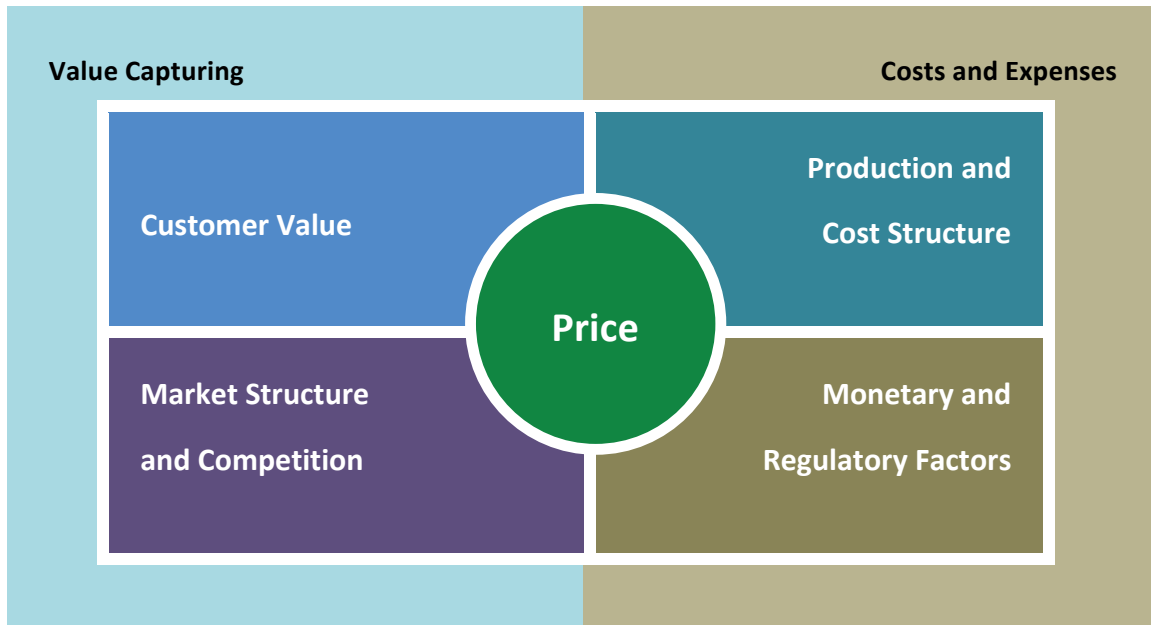 Value Capturing
Costs and Expenses
Customer Value
Production and
Cost Structure
Price
Market Structure
and Competition
Monetary and
Regulatory Factors